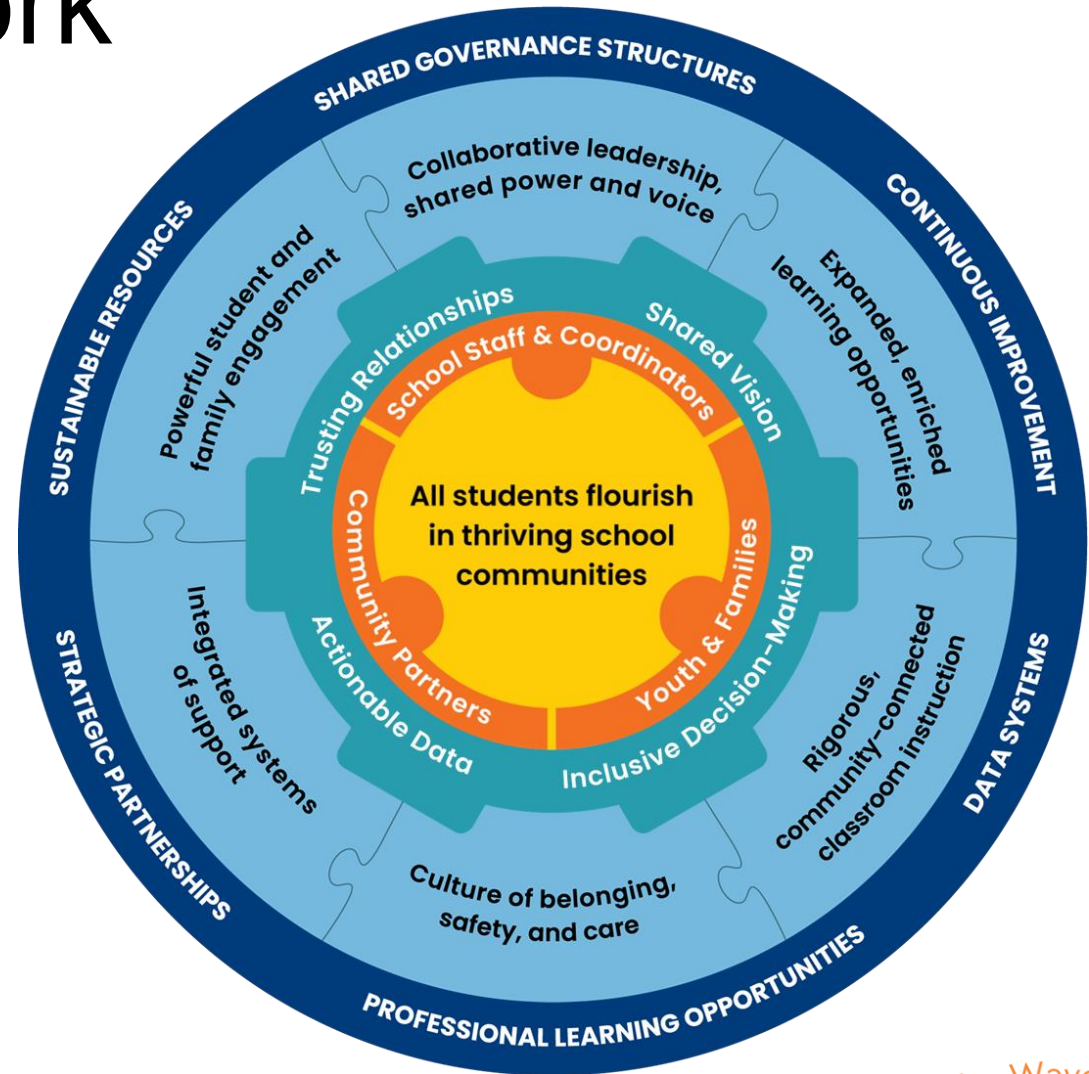 SHARED GOVERNANCE STRUCTURES
CONTINUOUS IMPROVEMENT
DATA SYSTEMS
PROFESSIONAL LEARNING OPPORTUNITIES
STRATEGIC PARTNERSHIPS
SUSTAINABLE RESOURCES
Collaborative leadership,
shared power and voice
Expanded, enriched
learning opportunities
Rigorous,
community-connected
classroom instruction
Culture of belonging,
safety, and care
Integrated systems
of support
Powerful student and
family engagement
Trusting Relationships
Shared Vision
Inclusive Decision-Making
Actionable Data
School Staff & Coordinators
Youth & Families
Community Partners
All students flourish
in thriving school
communities